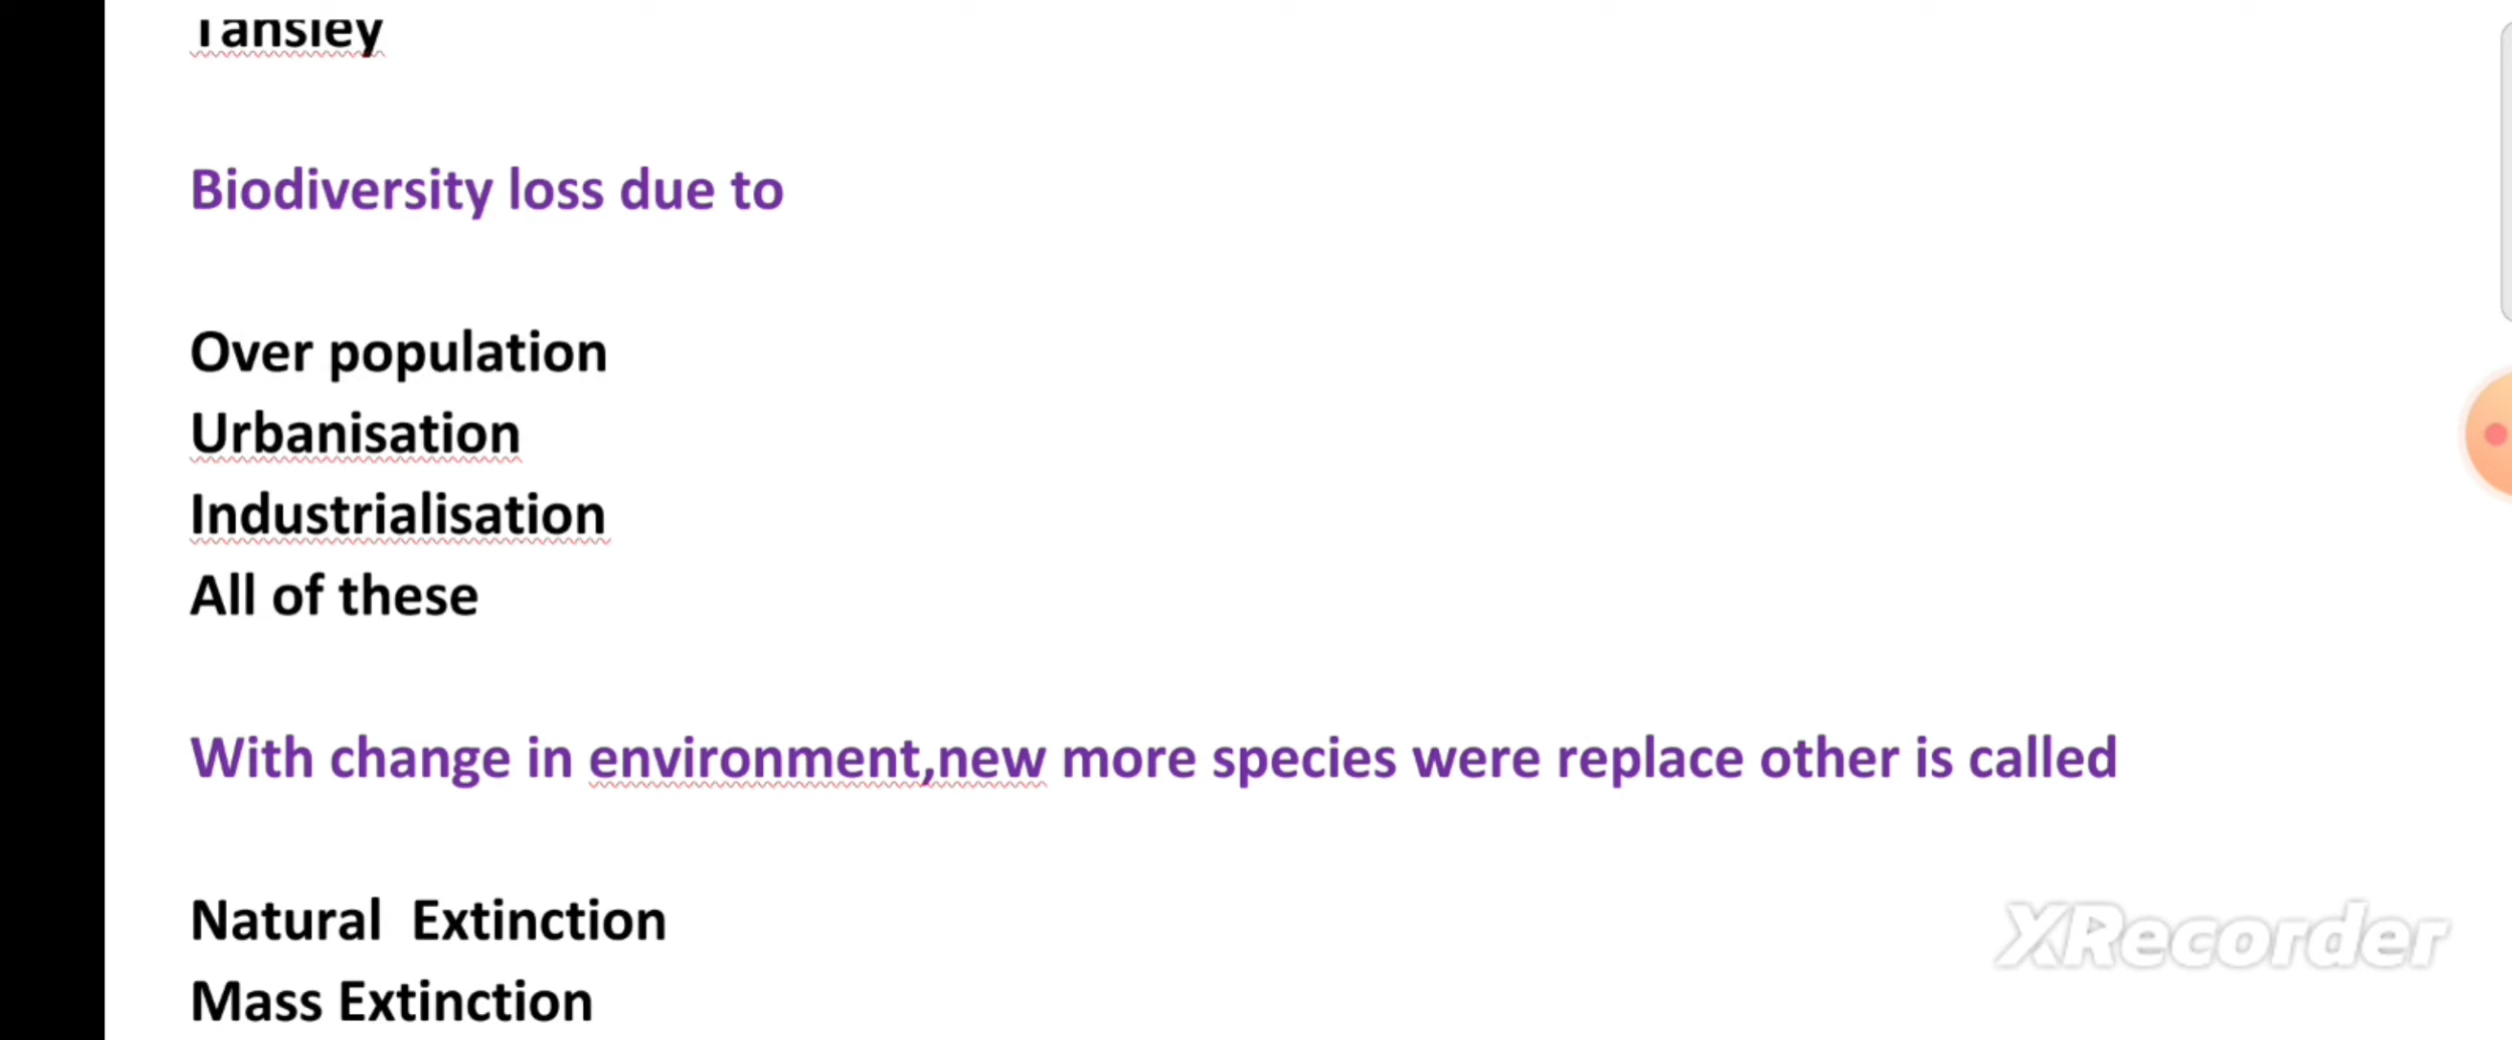 Tansley
Biodiversity loss due to
Over population
Urbanisation
Industrialisation
All of these
With change in environment,new more species were replace other is called
Natural  Extinction
Mass Extinction
XRecorder